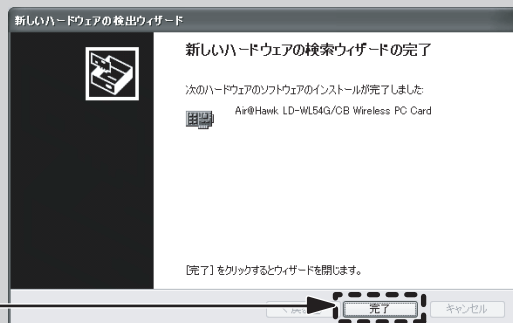 新しいハードウェアの検出ウィザード
新しいハードウェアの検索ウィザードの完了
次のハードウェアのソフトウェアのインストールが完了しました:
Air@Hawk LD-WL54G/CB Wireless PC Card
[完了] をクリックするとウィザードを閉じます。
完了
キャンセル